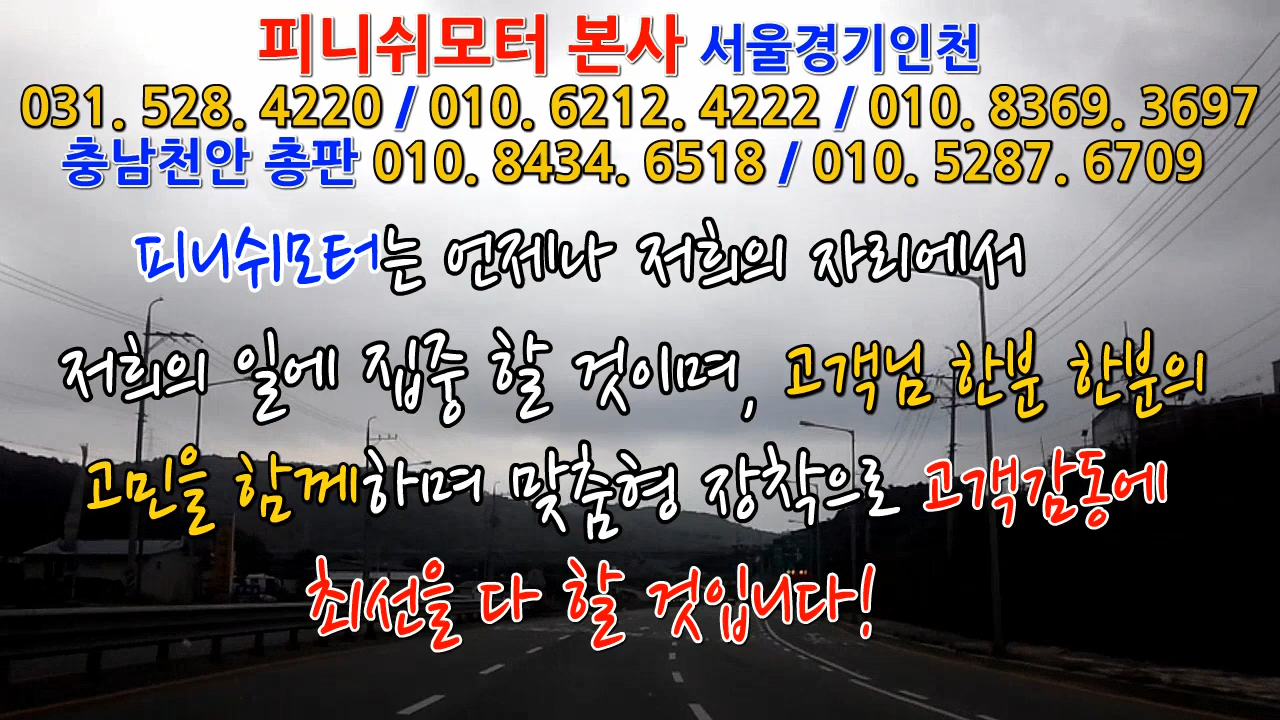 피니쉬모터 본사 서울경기인천
031. 528. 4220 / 010. 6212. 4222 / 010. 8369. 3697
충남천안 총판 010. 8434. 6518 / 010. 5287. 6709
피니쉬모터는 언제나 저희의 자리에서
저희의 일에 집중 할 것이며, 고객님 한분 한분의
고민을 함께하며 맞춤형 장착으로 고객감동에
최선을 다 할 것입니다!